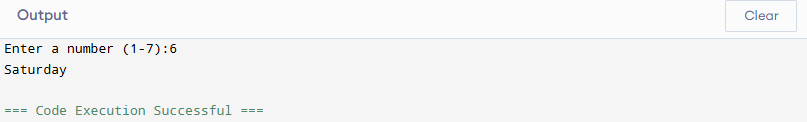 Output
Clear
Enter a number (1-7):6
Saturday
=== Code Execution Successful ===